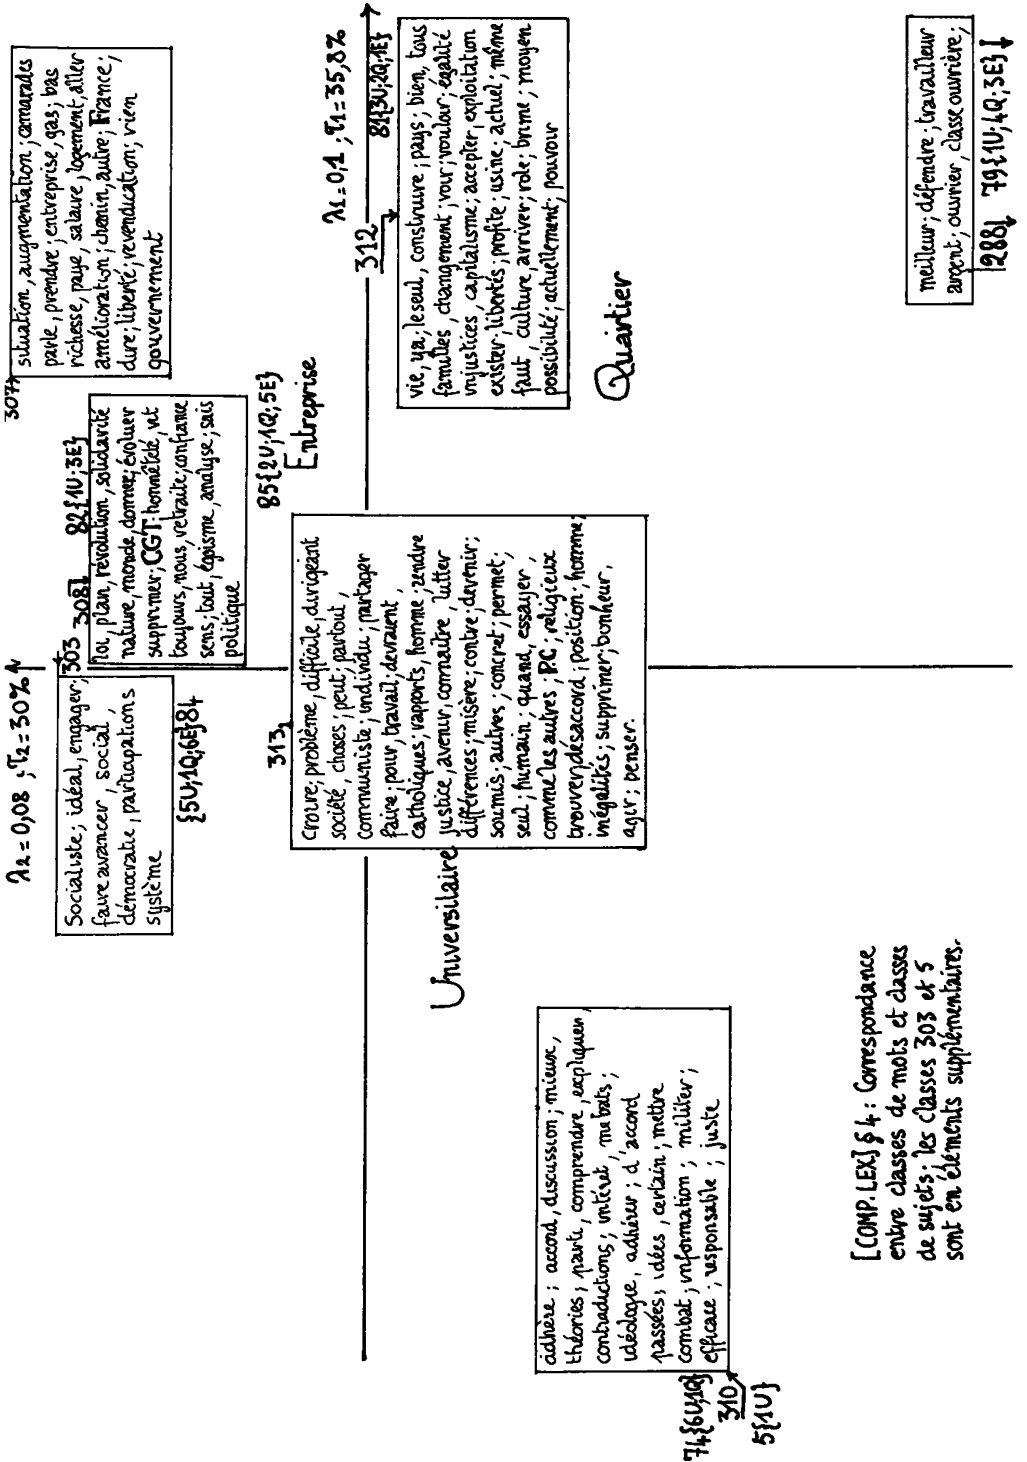 λ2 = 0,08 ; τ2 = 30%
303
Socialiste; idéal, engager;
faire avancer, social,
démocratie, participations
système
{5U;1Q;6E}84
308
82{1U;3E}
loi, plan, révolution, solidarité
nature, monde, donner; évoluer
supprimer; CGT; honnêteté, vit
toujours, nous, retraite; confiance
sens; tout, égoïsme, analyse; sais
politique
85{2U;1Q;5E}
Entreprise
307
situation, augmentation; camarades
parle, prendre; entreprise, gas; bas
richesse, paye, salaire, logement, aller
amélioration; chemin, autre; France;
dure; liberté; revendication; rien
gouvernement
λ1 = 0,1 ; τ1 = 35,8%
312
81{3U;2Q;1E}
vie, ya, le seul, construire; pays; bien, tous
familles, changement; voir; vouloir; égalité
injustices, capitalisme; accepter, exploitation
exister; libertés; profite; usine; actuel; même
faut, culture, arriver; role; brime; moyen
possibilité; actuellement; pouvoir
Quartier
313
Croire; problème, difficile, dirigeant
société, choses; peut; partout,
communiste; individu; partager
faire; pour, travail; devraient,
catholiques; rapports, homme; rendre
justice, avenir, connaitre, lutter
différences; misère; contre; devenir;
soumis; autres; concret; permet;
seul; humain; quand, essayer,
comme les autres; P.C; religieux
trouver; désaccord; position; homme;
inégalités; supprimer; bonheur,
agir; penser.
Universitaire
meilleur; défendre; travailleur
argent; ouvrier, classe ouvrière;
288 79{1U;4Q;3E}
adhère; accord, discussion; mieux,
théories; parti, comprendre, expliquer,
contradictions; intéret,
idéologie, adhérer; d'accord
passées; idées, certain; mettre
combat; information; militer;
efficace; responsable; juste
74{6U;1Q}
310
5{1U}
[COMP.LEX] § 4 : Correspondance
entre classes de mots et classes
de sujets; les classes 303 et 5
sont en éléments supplémentaires.